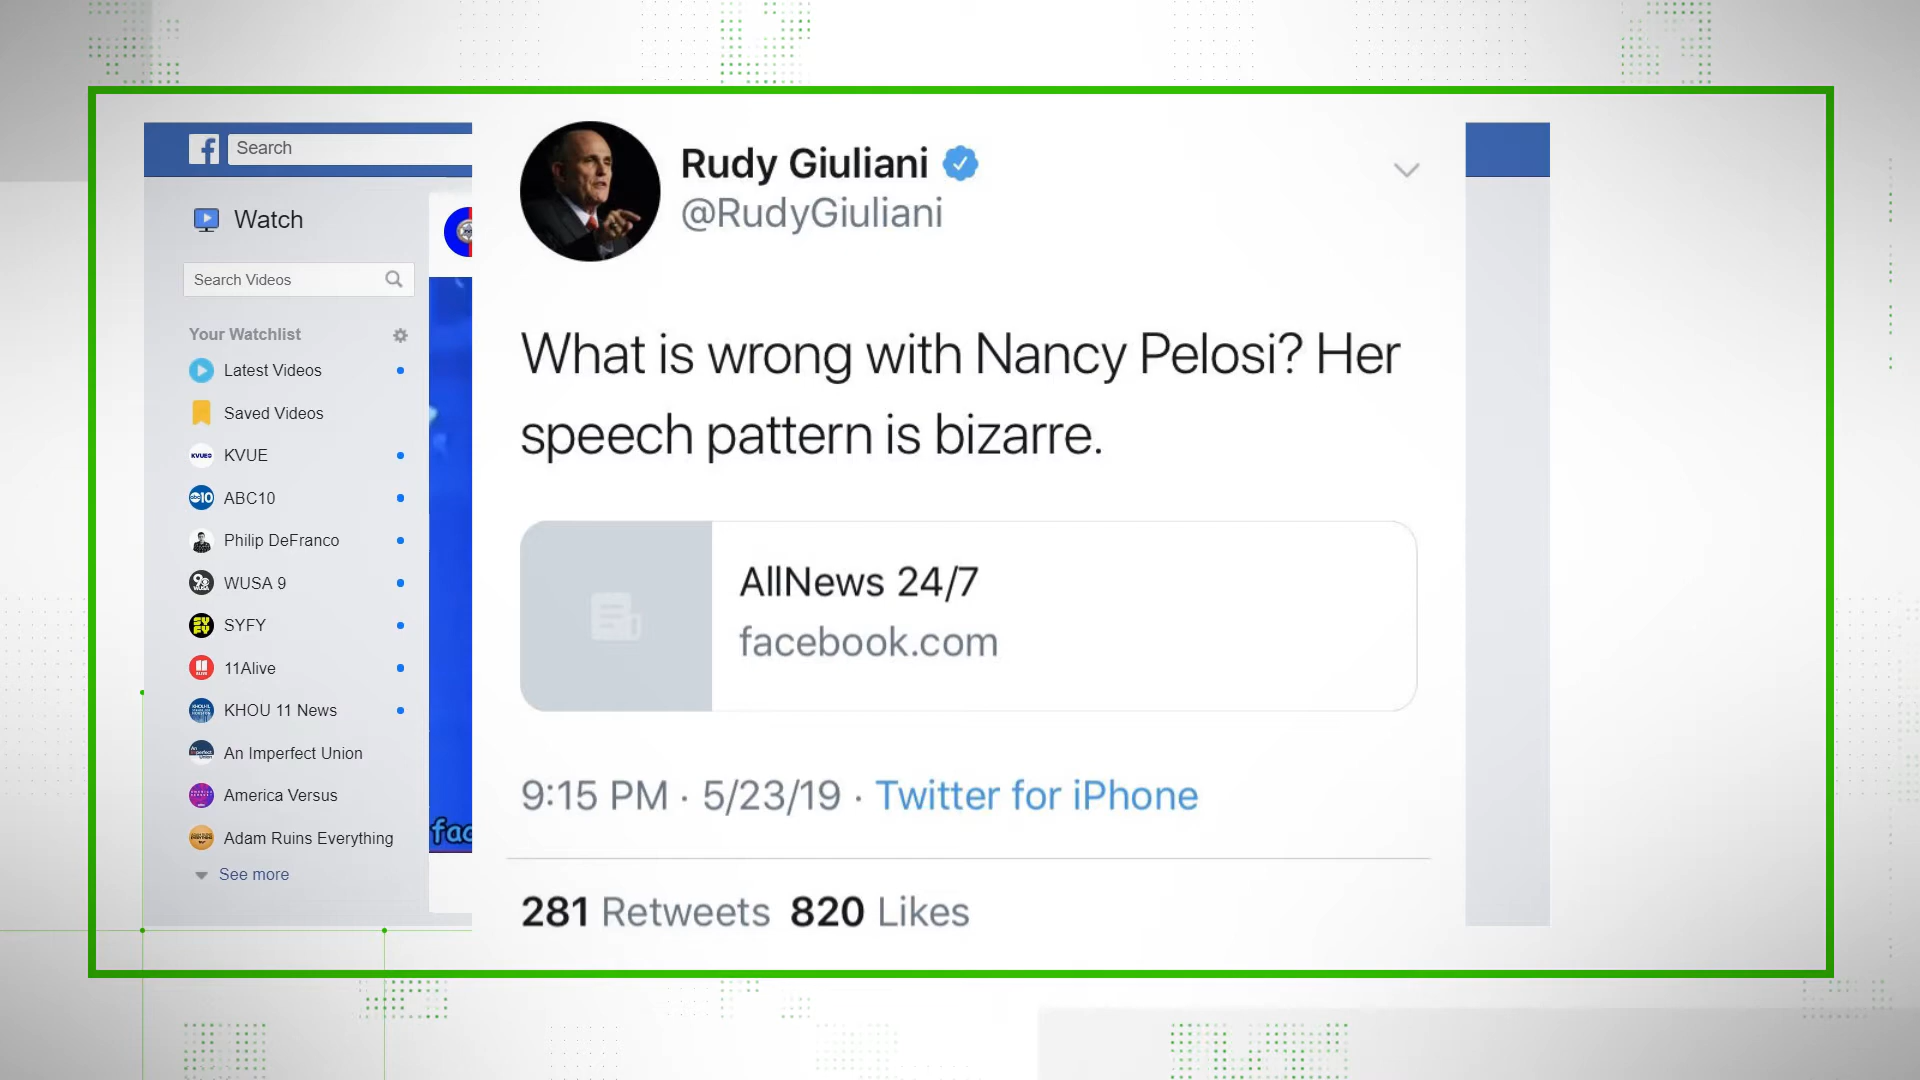 Search
Watch
Search Videos
Your Watchlist
Latest Videos
Saved Videos
KVUE
ABC10
Philip DeFranco
WUSA 9
SYFY
11Alive
KHOU 11 News
An Imperfect Union
America Versus
Adam Ruins Everything
See more
fac
Rudy Giuliani
@RudyGiuliani
What is wrong with Nancy Pelosi? Her
speech pattern is bizarre.
AllNews 24/7
facebook.com
9:15 PM · 5/23/19 · Twitter for iPhone
281 Retweets 820 Likes